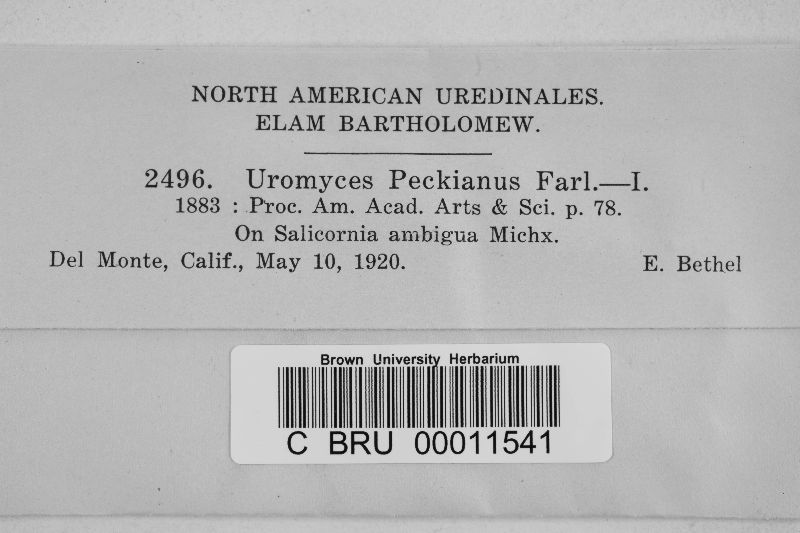 NORTH AMERICAN UREDINALES.
ELAM BARTHOLOMEW.
2496. Uromyces Peckianus Farl.—I.
1883 : Proc. Am. Acad. Arts & Sci. p. 78.
On Salicornia ambigua Michx.
Del Monte, Calif., May 10, 1920. E. Bethel
Brown University Herbarium
C BRU 00011541